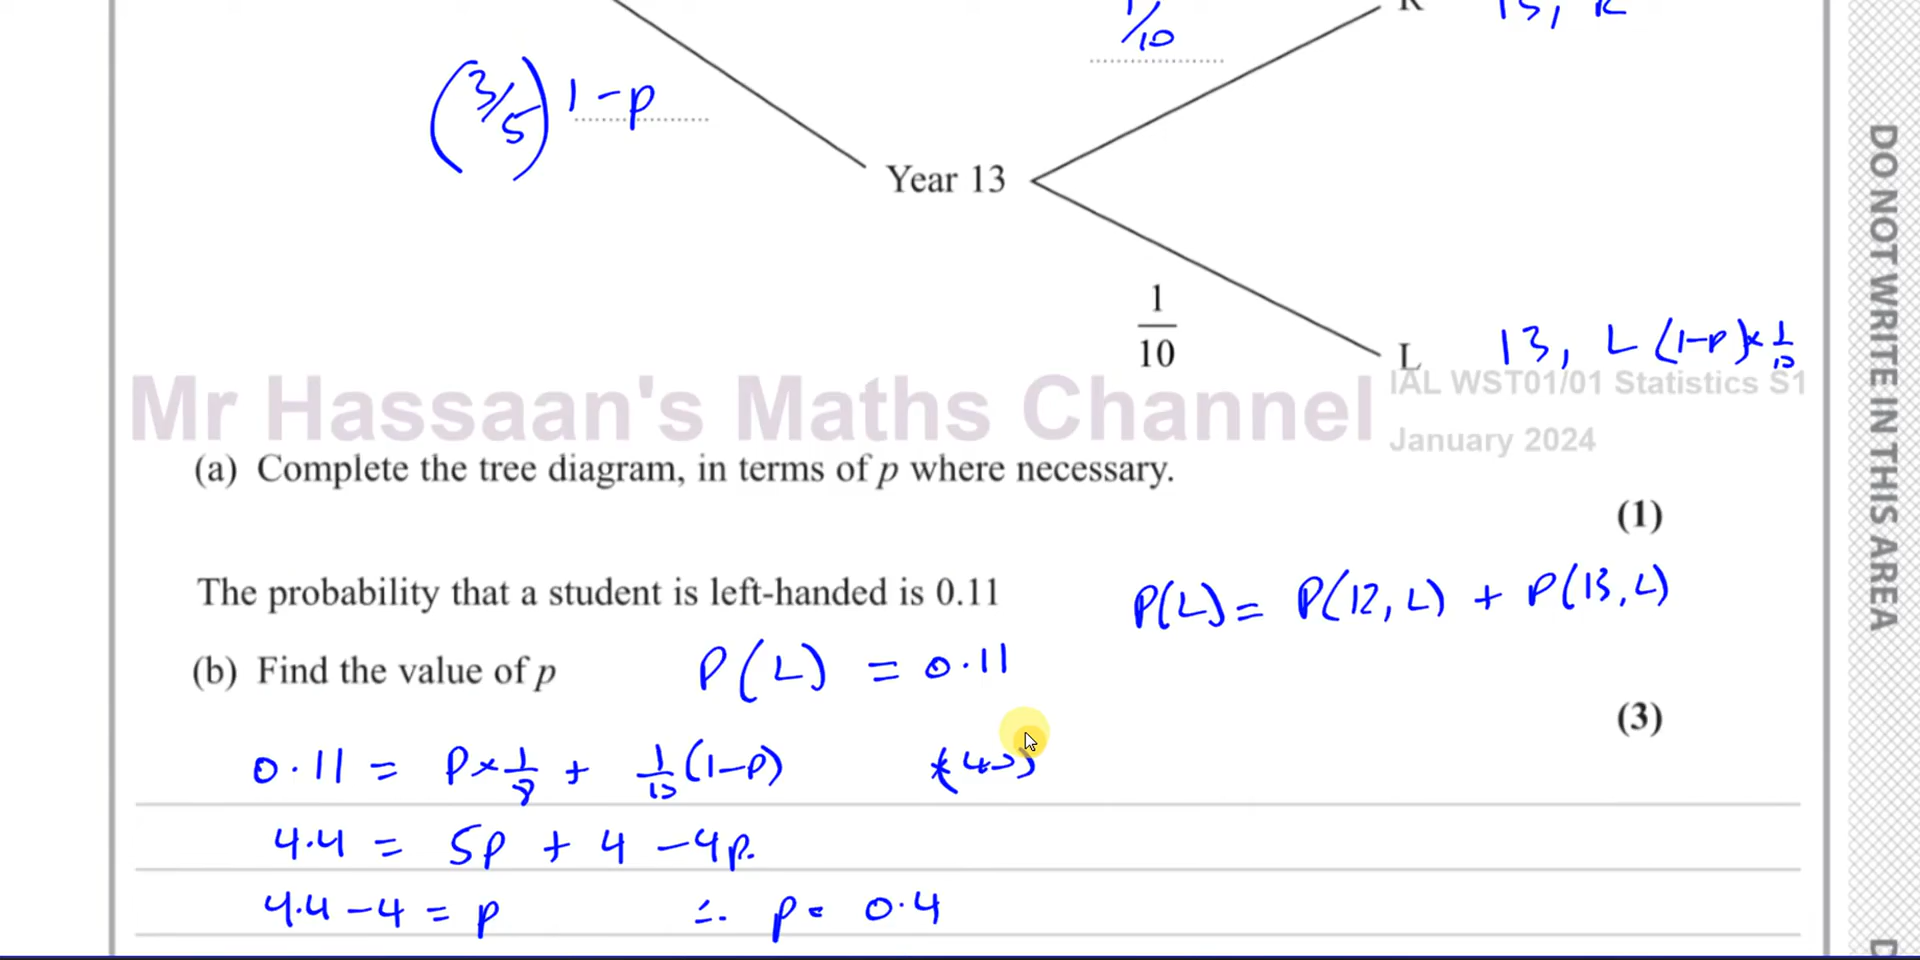 /10
(3/5) 1-p
Year 13
1
10
L
13, L (1-p)×1/10
Mr Hassaan's Maths Channel
IAL WST01/01 Statistics S1
January 2024
(a) Complete the tree diagram, in terms of p where necessary.
(1)
The probability that a student is left-handed is 0.11
P(L) = P(12, L) + P(13, L)
(b) Find the value of p
P(L) = 0.11
(3)
0.11 = P×1/8 + 1/10(1-p)
(×40)
4.4 = 5p + 4 -4p
4.4 -4 = p ∴ p = 0.4
DO NOT WRITE IN THIS AREA